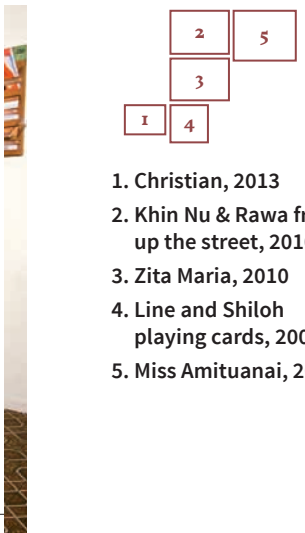 2
5
3
1
4
1. Christian, 2013
2. Khin Nu & Rawa
up the street,
3. Zita Maria, 2010
4. Line and Shiloh
playing cards,
5. Miss Amituanai,